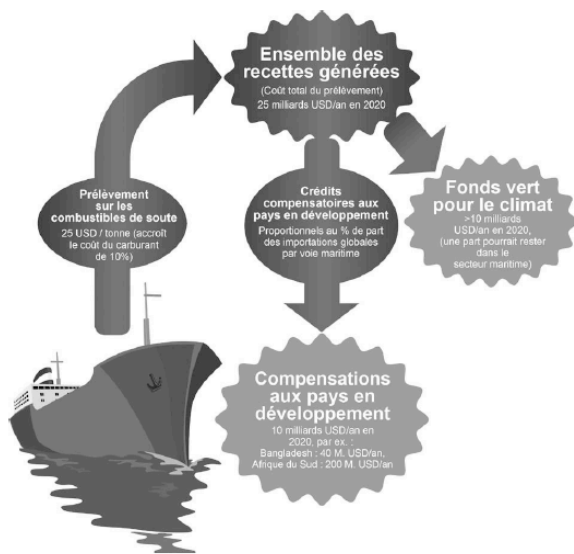 Ensemble des
recettes générées
(Coût total du prélèvement)
25 milliards USD/an en 2020
Prélèvement
sur les
combustibles de soute
25 USD / tonne (accroît
le coût du carburant
de 10%)
Crédits
compensatoires aux
pays en développement
Proportionnels au % de part
des importations globales
par voie maritime
Fonds vert
pour le climat
>10 milliards
USD/an en 2020,
(une part pourrait rester
dans le
secteur maritime)
Compensations
aux pays en
développement
10 milliards USD/an en
2020, par ex. :
Bangladesh : 40 M. USD/an,
Afrique du Sud : 200 M. USD/an